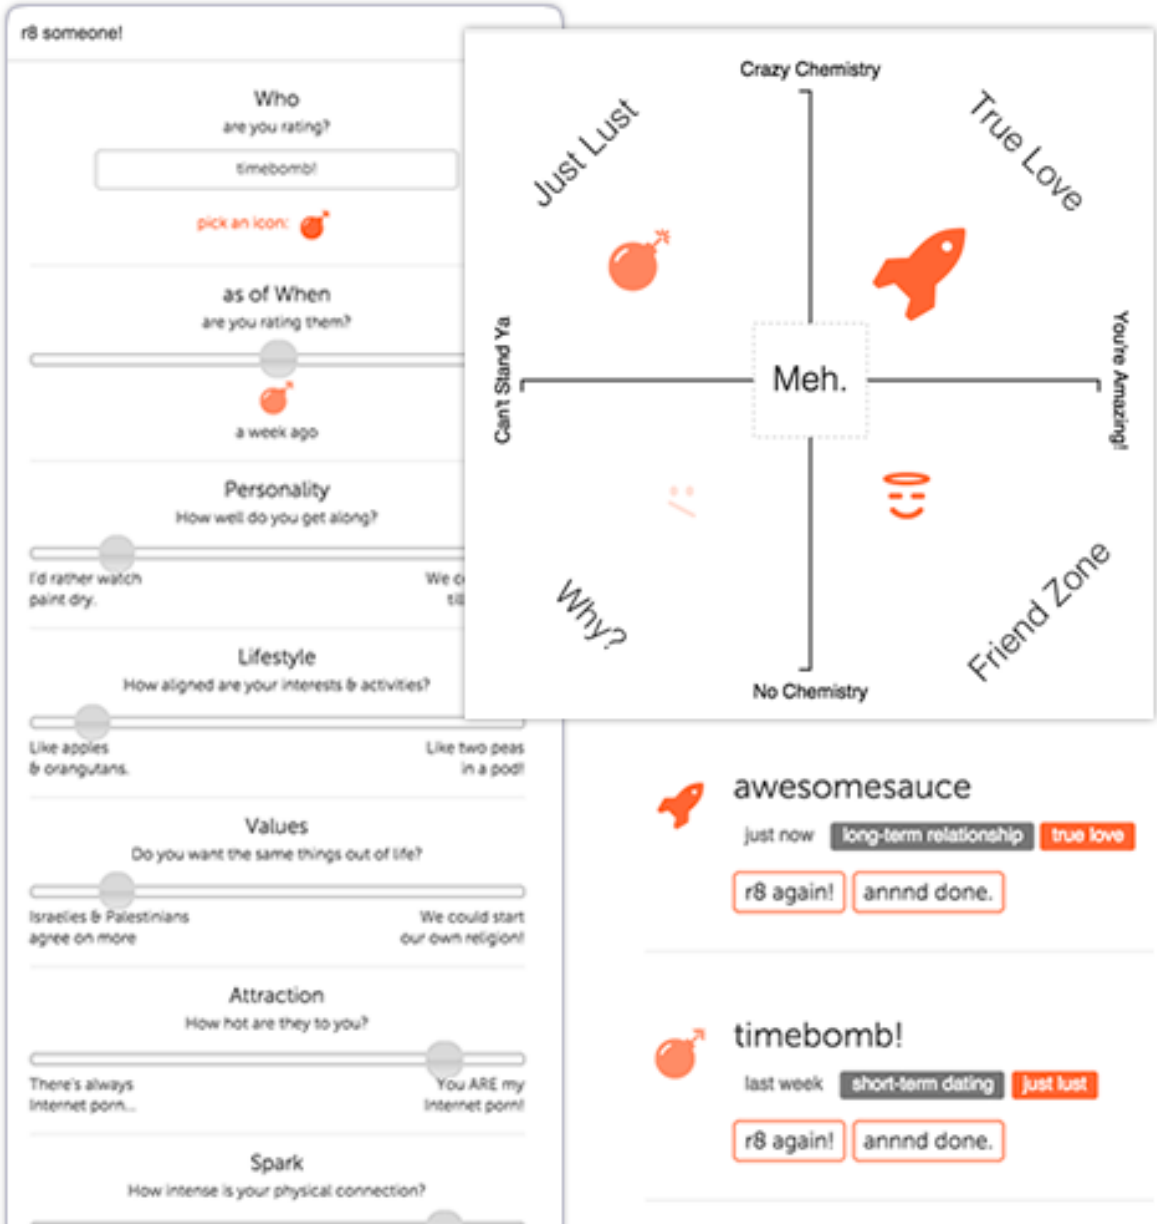 r8 someone!
Who
are you rating?
timebomb!
pick an icon:
as of When
are you rating them?
a week ago
Personality
How well do you get along?
I'd rather watch
paint dry.
We
Lifestyle
How aligned are your interests & activities?
Like apples
& orangutans.
Like two peas
in a pod!
Values
Do you want the same things out of life?
Israelies & Palestinians
agree on more
We could start
our own religion!
Attraction
How hot are they to you?
There's always
Internet porn...
You ARE my
Internet porn!
Spark
How intense is your physical connection?
Crazy Chemistry
Just Lust
True Love
Can't Stand Ya
Meh.
You're Amazing!
Why?
Friend Zone
No Chemistry
awesomesauce
just now long-term relationship true love
r8 again! annnd done.
timebomb!
last week short-term dating just lust
r8 again! annnd done.